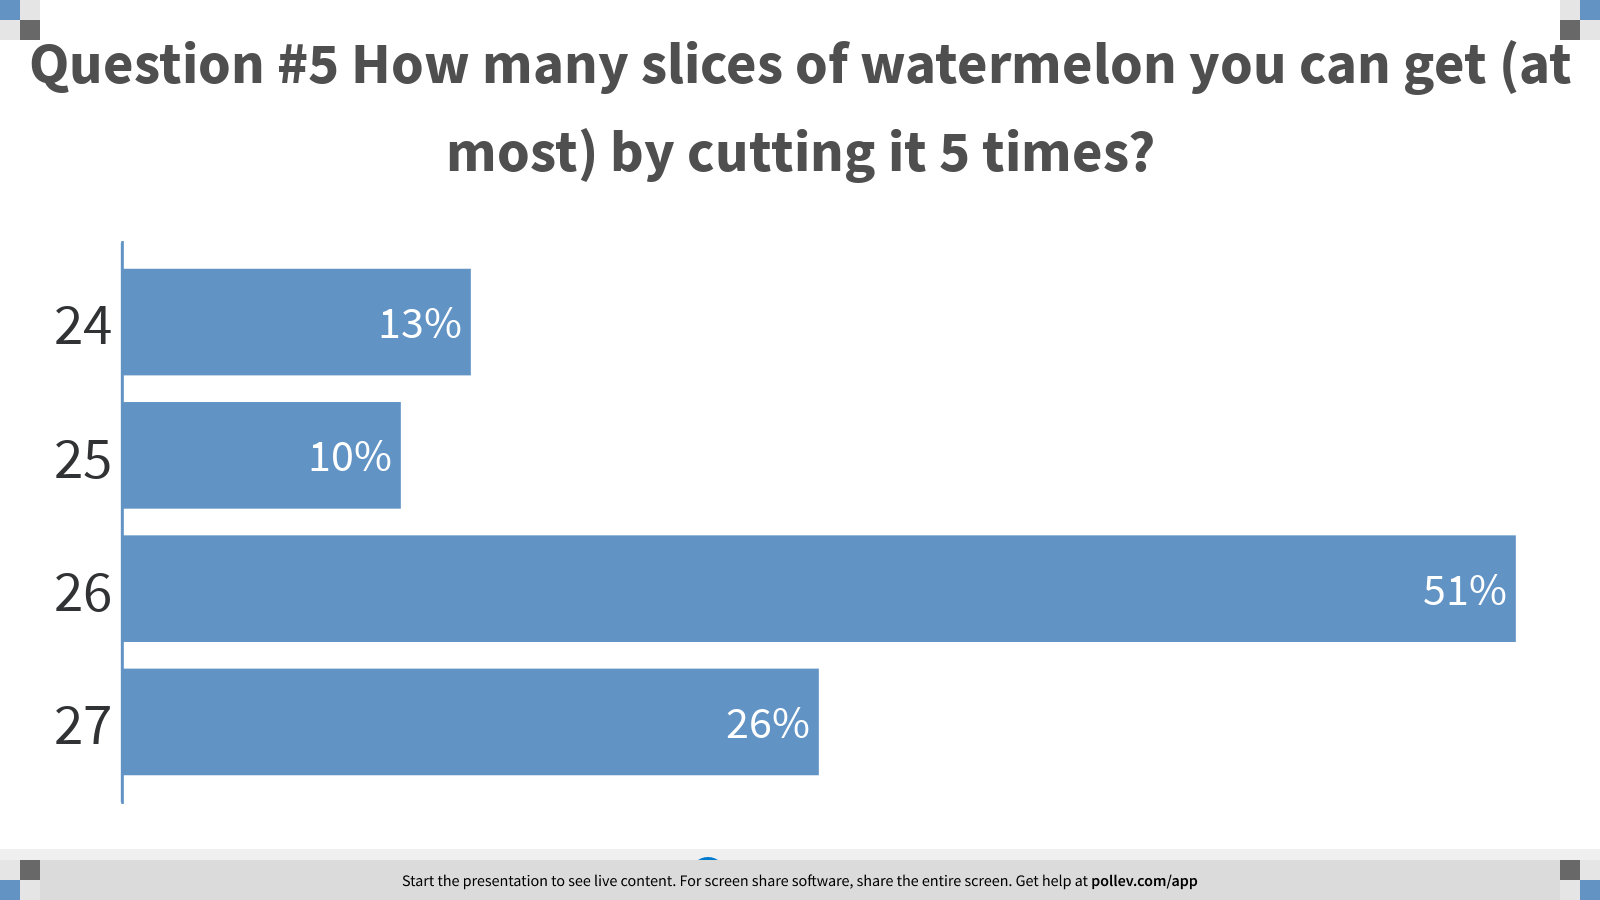 Question #5 How many slices of watermelon you can get (at
most) by cutting it 5 times?
24
13%
25
10%
26
51%
27
26%
Start the presentation to see live content. For screen share software, share the entire screen. Get help at pollev.com/app